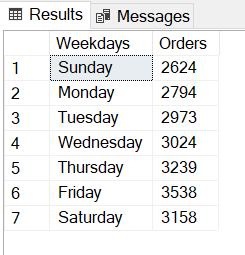 Results Messages
Weekdays Orders
1 Sunday 2624
2 Monday 2794
3 Tuesday 2973
4 Wednesday 3024
5 Thursday 3239
6 Friday 3538
7 Saturday 3158